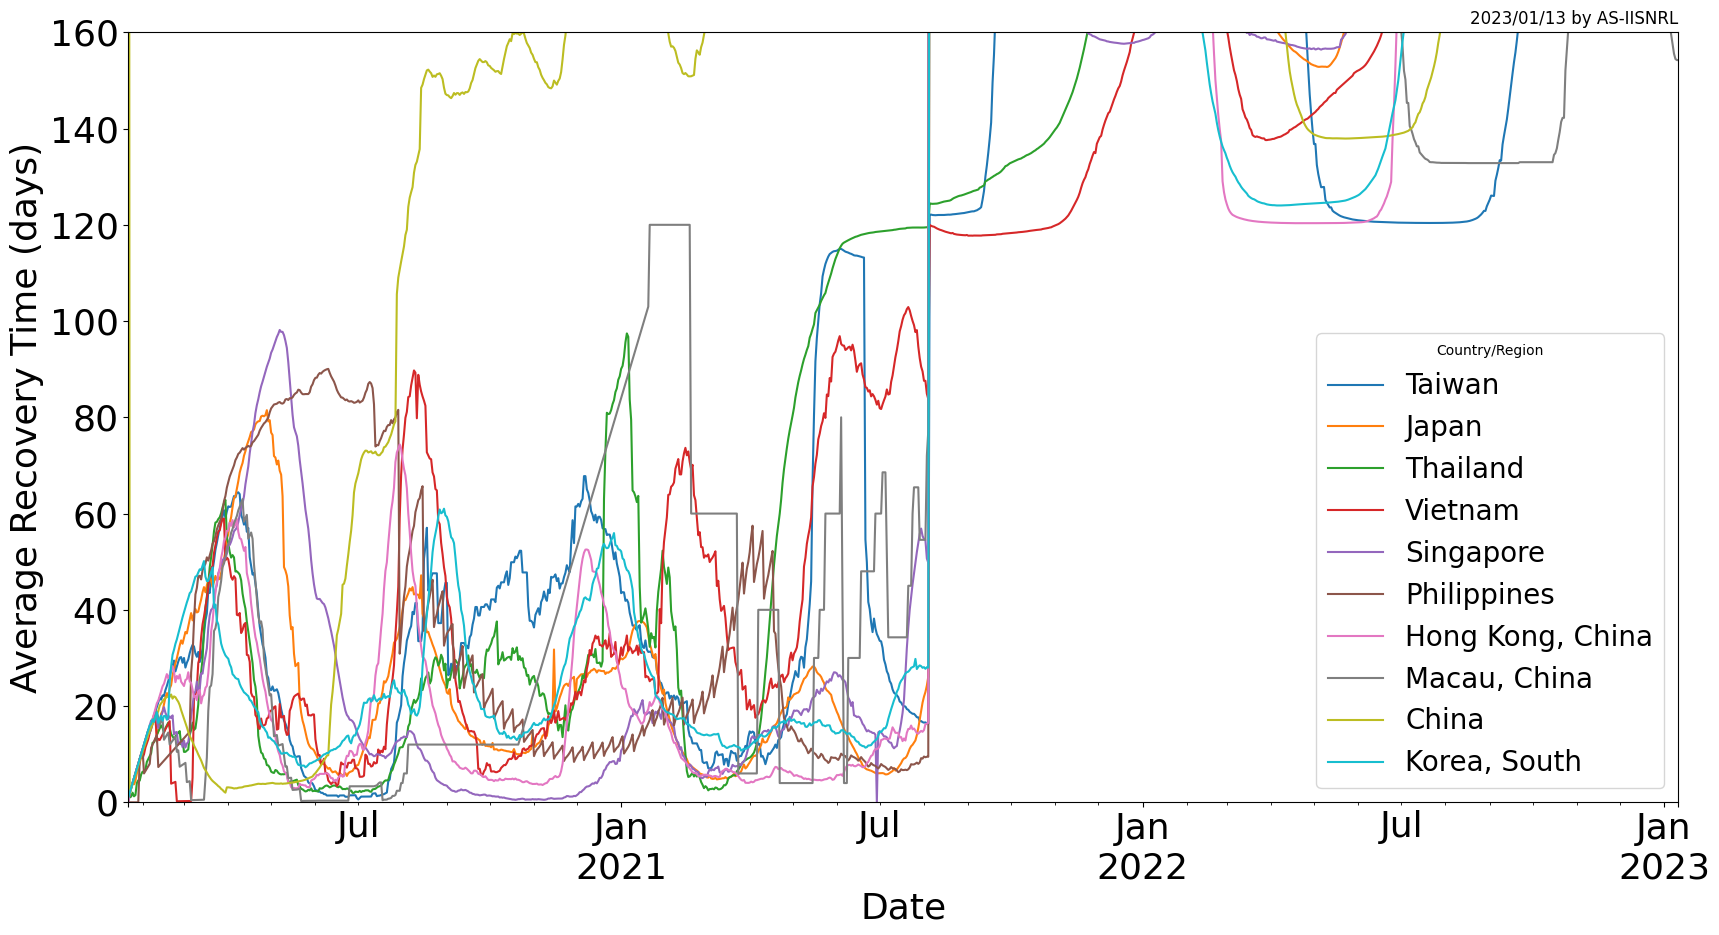 2023/01/13 by AS-IISNRL
Average Recovery Time (days)
160
140
120
100
80
60
40
20
0
Country/Region
Taiwan
Japan
Thailand
Vietnam
Singapore
Philippines
Hong Kong, China
Macau, China
China
Korea, South
Jul
Jan
2021
Jul
Jan
2022
Jul
Jan
2023
Date